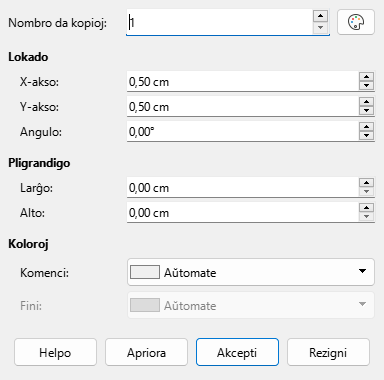 Nombro da kopioj: 1
Lokado
X-akso: 0,50 cm
Y-akso: 0,50 cm
Angulo: 0,00°
Pligrandigo
Larĝo: 0,00 cm
Alto: 0,00 cm
Koloroj
Komenci: Aŭtomate
Fini: Aŭtomate
Helpo Apriora Akcepti Rezigni